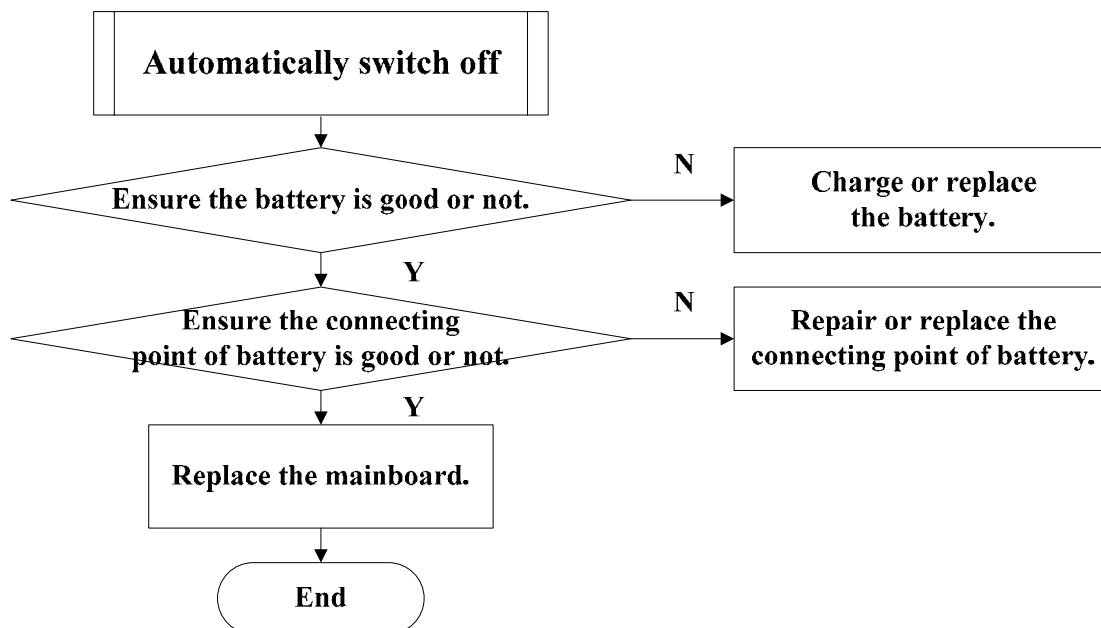 Automatically switch off
Ensure the battery is good or not.
N
Charge or replace
the battery.
Y
Ensure the connecting
point of battery is good or not.
N
Repair or replace the
connecting point of battery.
Y
Replace the mainboard.
End